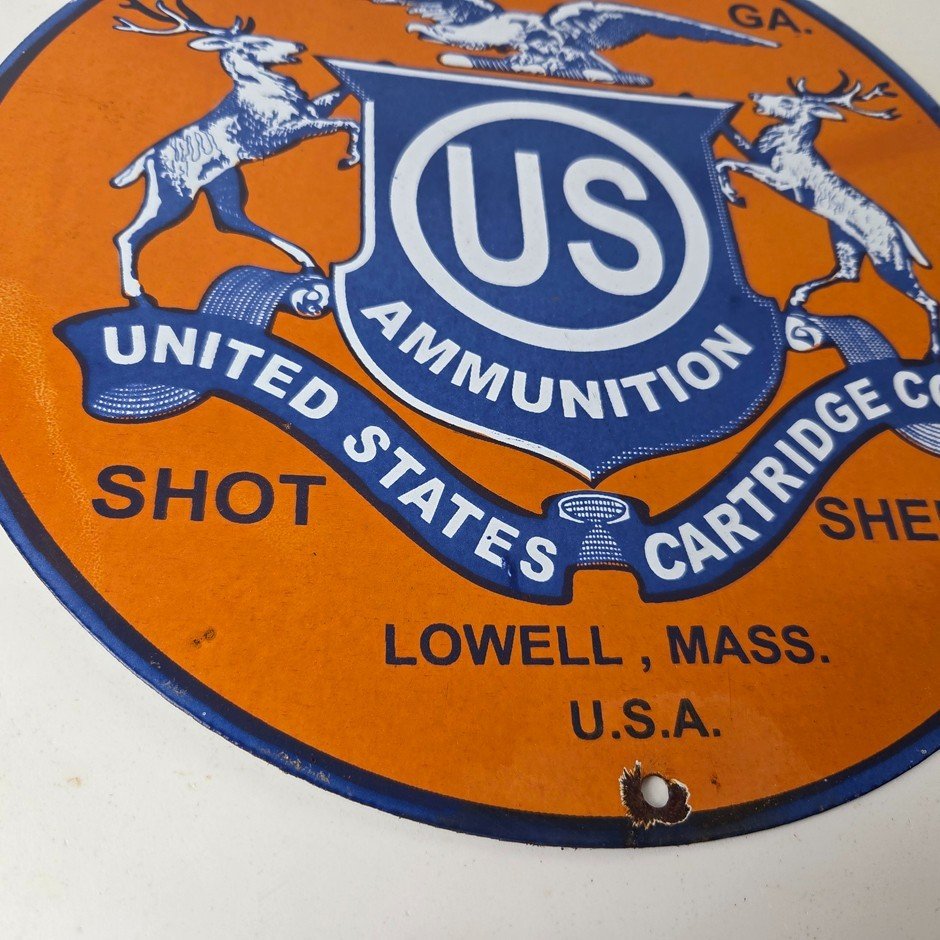 GA.
US
AMMUNITION
UNITED STATES CARTRIDGE CO
SHOT
LOWELL , MASS.
U.S.A.